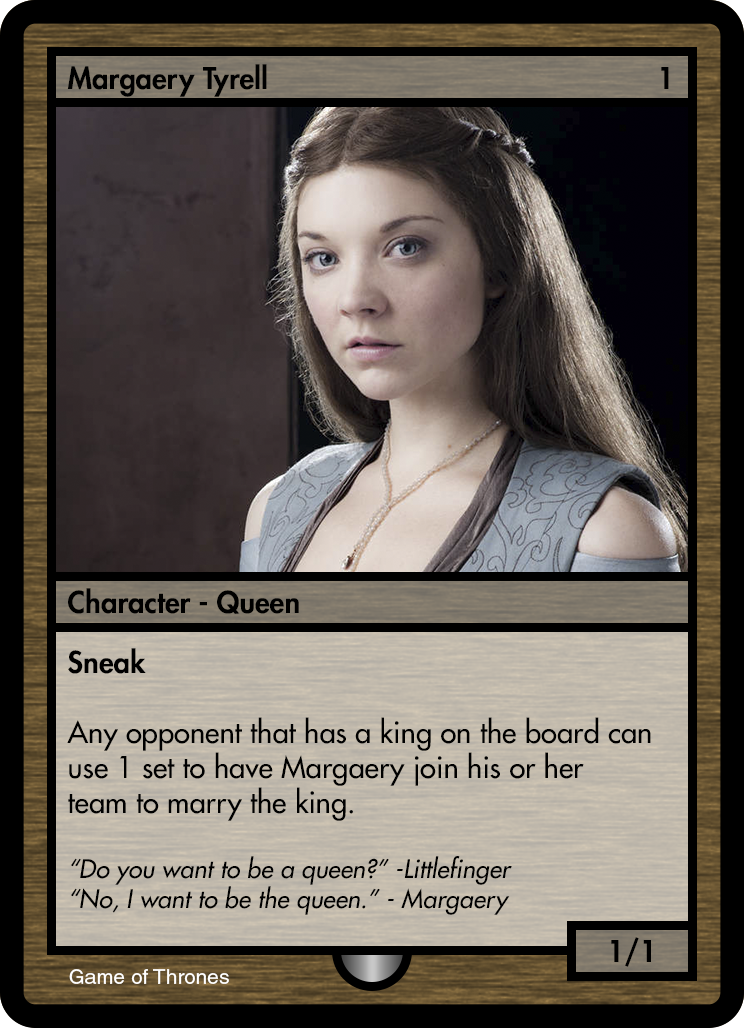 Margaery Tyrell 1
Character - Queen
Sneak
Any opponent that has a king on the board can
use 1 set to have Margaery join his or her
team to marry the king.
“Do you want to be a queen?” -Littlefinger
“No, I want to be the queen.” - Margaery
1/1
Game of Thrones